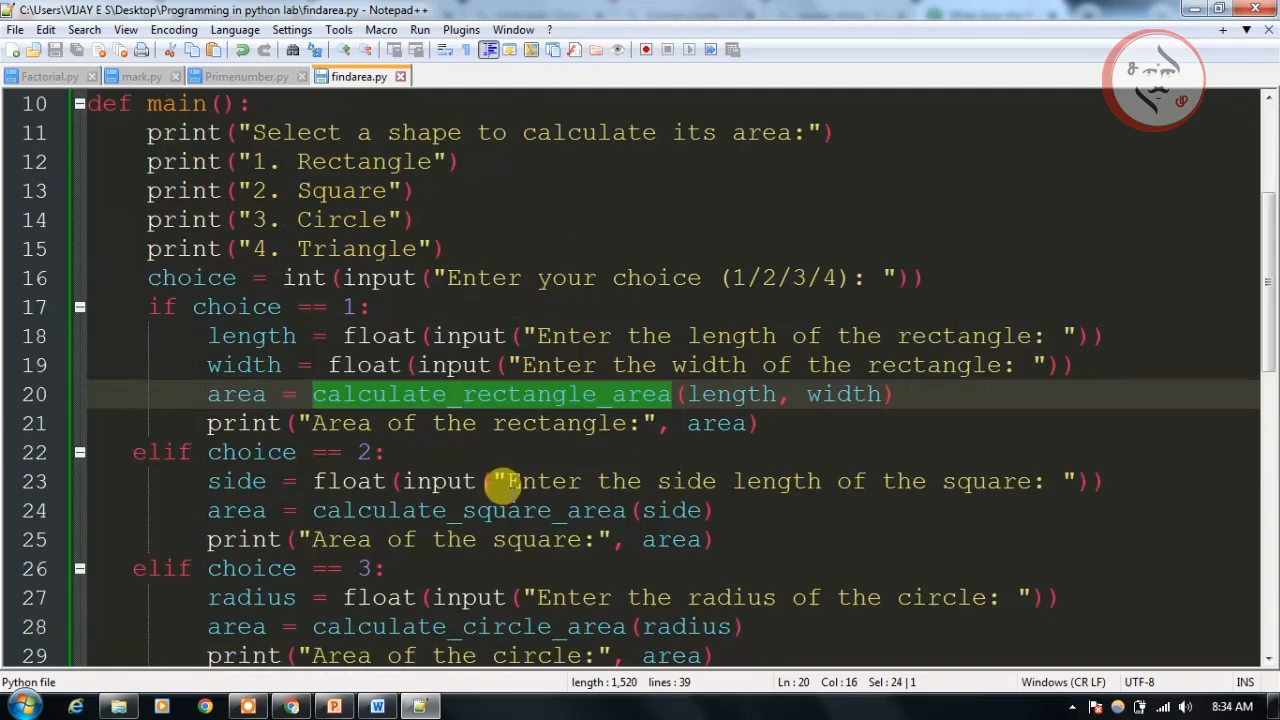 C:\Users\VIJAY E S\Desktop\Programming in python lab\findarea.py - Notepad++
File Edit Search View Encoding Language Settings Tools Macro Run Plugins Window ?
Factorial.py mark.py Primenumber.py findarea.py
10 def main():
11 print("Select a shape to calculate its area:")
12 print("1. Rectangle")
13 print("2. Square")
14 print("3. Circle")
15 print("4. Triangle")
16 choice = int(input("Enter your choice (1/2/3/4): "))
17 if choice == 1:
18 length = float(input("Enter the length of the rectangle: "))
19 width = float(input("Enter the width of the rectangle: "))
20 area = calculate_rectangle_area(length, width)
21 print("Area of the rectangle:", area)
22 elif choice == 2:
23 side = float(input("Enter the side length of the square: "))
24 area = calculate_square_area(side)
25 print("Area of the square:", area)
26 elif choice == 3:
27 radius = float(input("Enter the radius of the circle: "))
28 area = calculate_circle_area(radius)
29 print("Area of the circle:", area)
Python file length : 1,520 lines : 39 Ln : 20 Col : 16 Sel : 24 | 1 Windows (CR LF) UTF-8 INS
8:34 AM